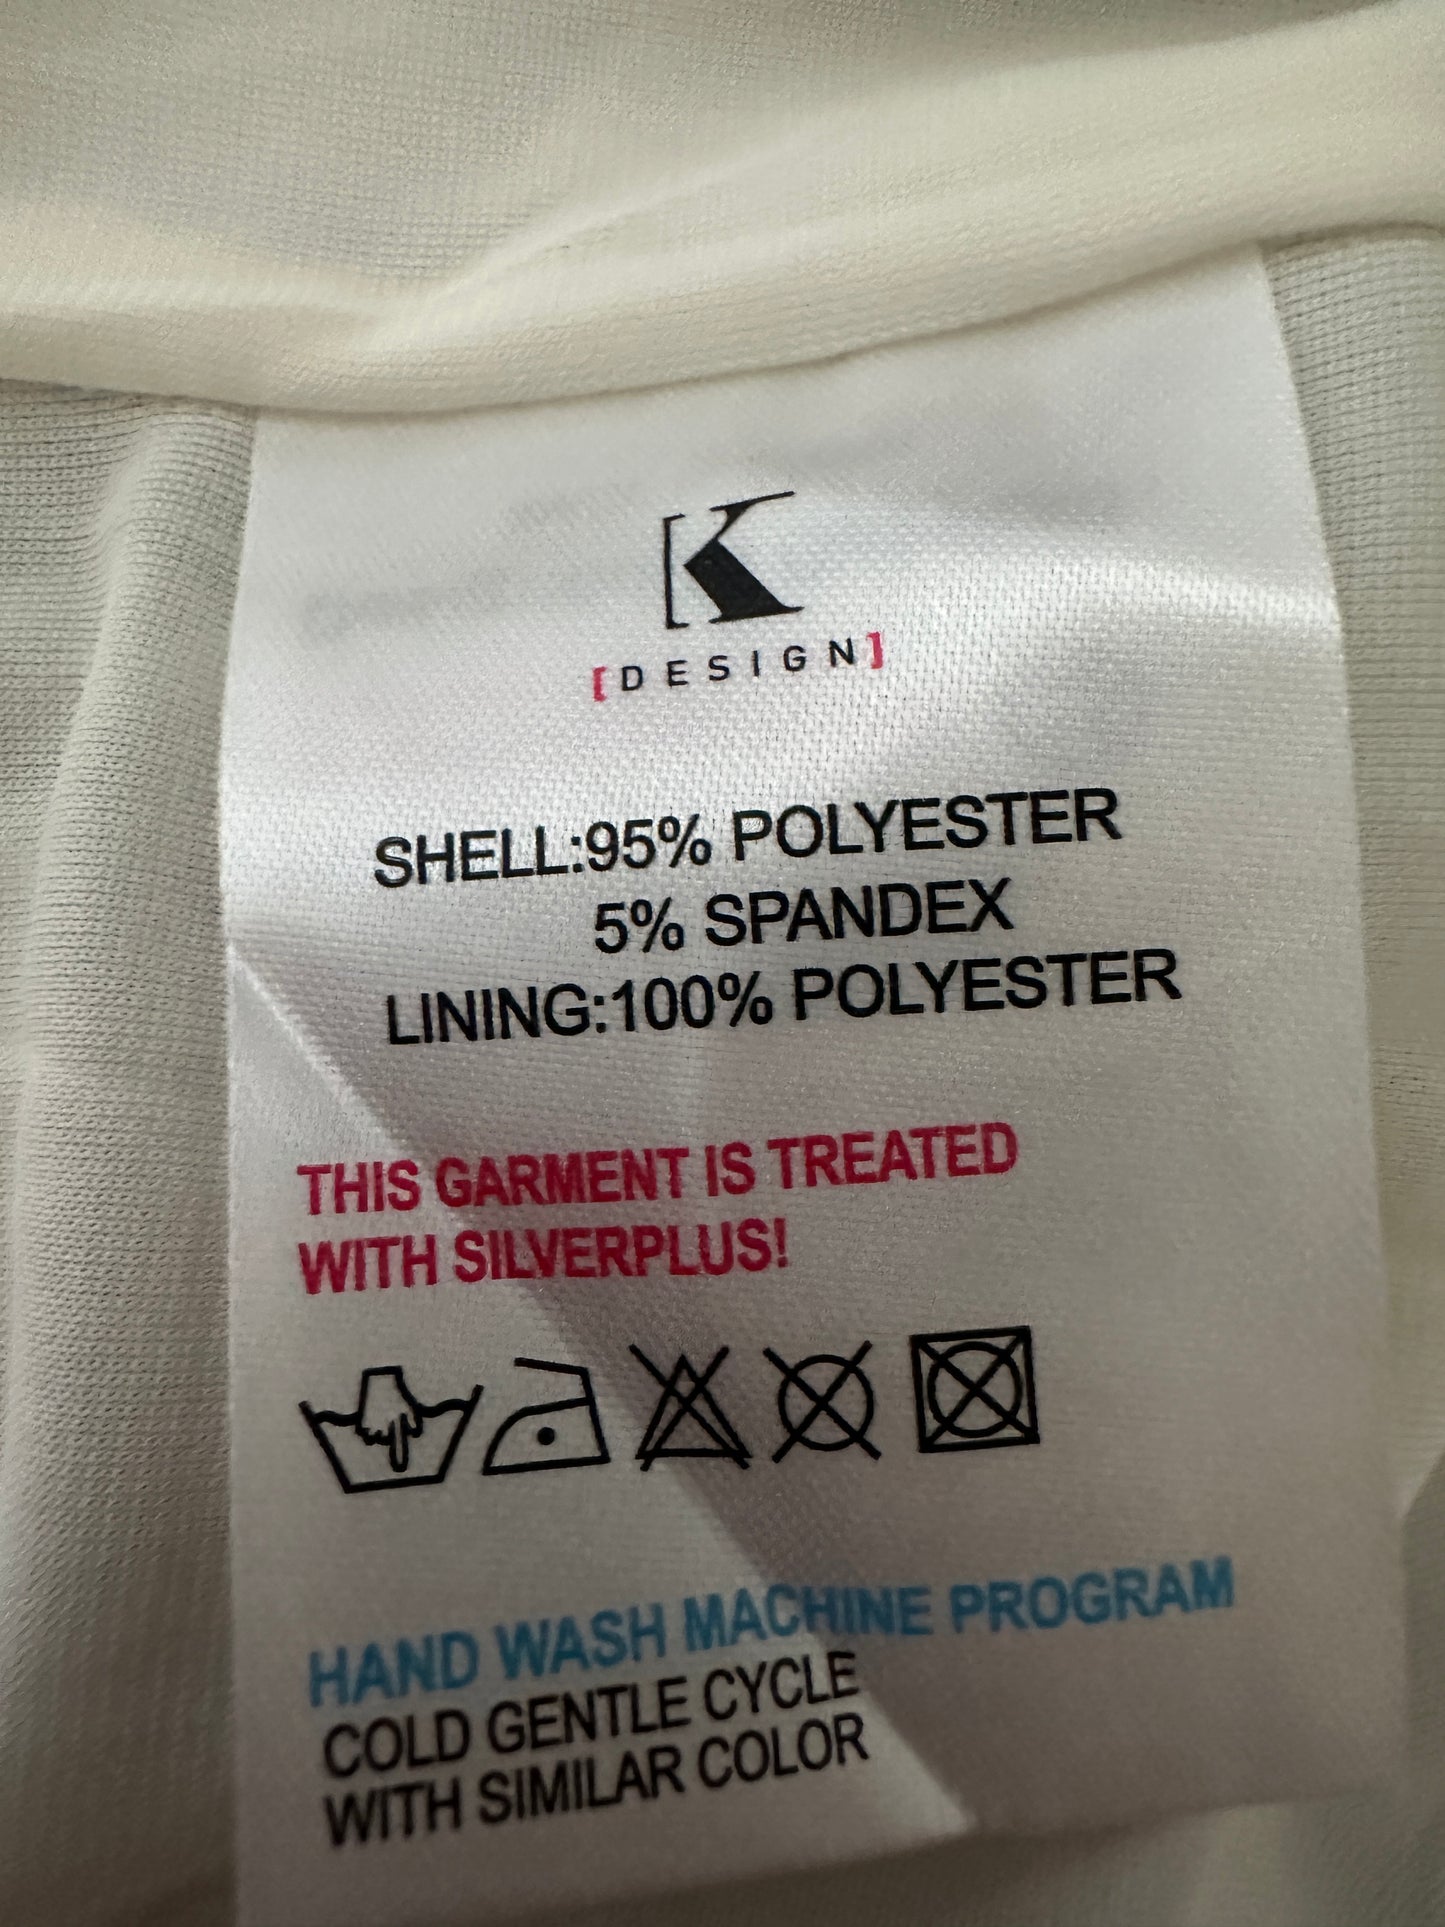 K
[DESIGN]
SHELL:95% POLYESTER
5% SPANDEX
LINING:100% POLYESTER
THIS GARMENT IS TREATED
WITH SILVERPLUS!
HAND WASH MACHINE PROGRAM
COLD GENTLE CYCLE
WITH SIMILAR COLOR